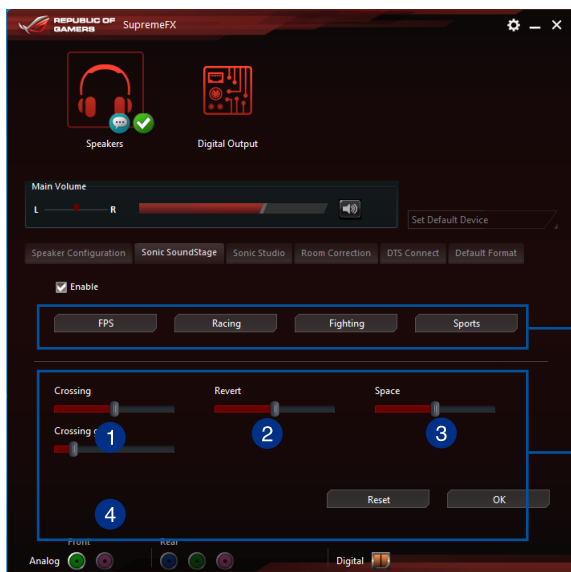 REPUBLIC OF
GAMERS
SupremeFX
Speakers
Digital Output
Main Volume
L R
Set Default Device
Speaker Configuration Sonic SoundStage Sonic Studio Room Correction DTS Connect Default Format
Enable
FPS Racing Fighting Sports
Crossing Revert Space
1 2 3
Crossing
4
Reset OK
Front Rear
Analog Digital